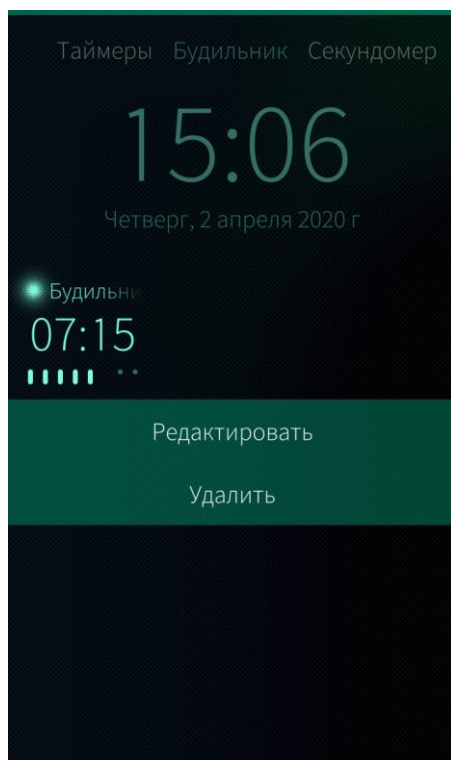 Таймеры Будильник Секундомер
15:06
Четверг, 2 апреля 2020 г
Будильни
07:15
Редактировать
Удалить